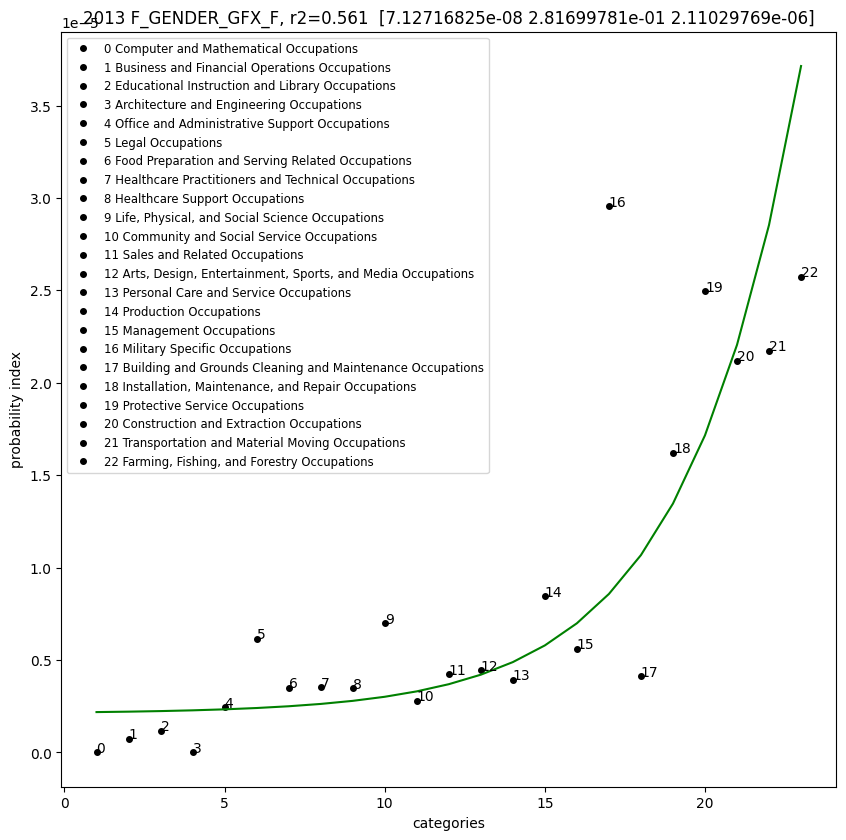 2013 F_GENDER_GFX_F, r2=0.561 [7.12716825e-08 2.81699781e-01 2.11029769e-06]
1e−5
0 Computer and Mathematical Occupations
1 Business and Financial Operations Occupations
2 Educational Instruction and Library Occupations
3 Architecture and Engineering Occupations
4 Office and Administrative Support Occupations
5 Legal Occupations
6 Food Preparation and Serving Related Occupations
7 Healthcare Practitioners and Technical Occupations
8 Healthcare Support Occupations
9 Life, Physical, and Social Science Occupations
10 Community and Social Service Occupations
11 Sales and Related Occupations
12 Arts, Design, Entertainment, Sports, and Media Occupations
13 Personal Care and Service Occupations
14 Production Occupations
15 Management Occupations
16 Military Specific Occupations
17 Building and Grounds Cleaning and Maintenance Occupations
18 Installation, Maintenance, and Repair Occupations
19 Protective Service Occupations
20 Construction and Extraction Occupations
21 Transportation and Material Moving Occupations
22 Farming, Fishing, and Forestry Occupations
probability index
3.5
3.0
2.5
2.0
1.5
1.0
0.5
0.0
0
1
2
3
4
5
6
7
8
9
10
11
12
13
14
15
16
17
18
19
20
21
22
0 5 10 15 20
categories